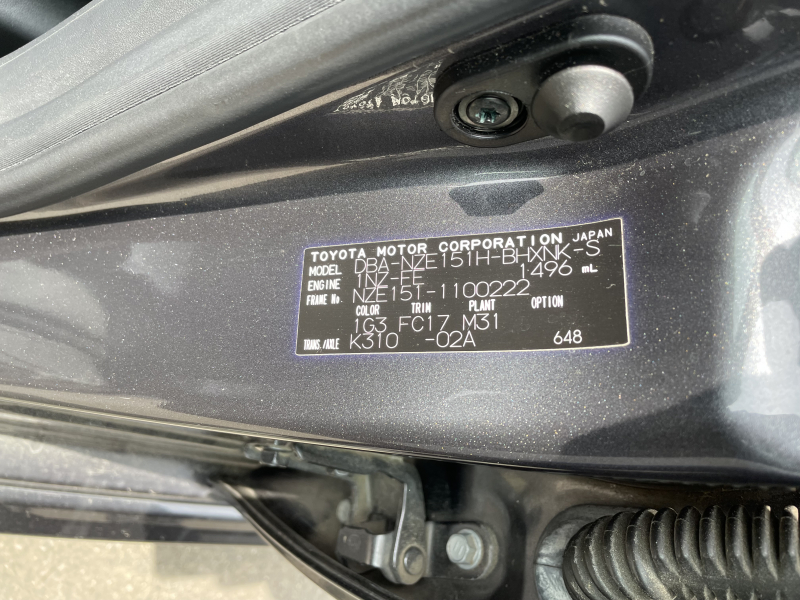 TOYOTA MOTOR CORPORATION JAPAN
MODEL DBA-NZE151H-BHXNK-S
ENGINE 1NZ-FE 1496 mL
FRAME No. NZE151-1100222
COLOR TRIM PLANT OPTION
1G3 FC17 M31
TRANS./AXLE K310 -02A 648